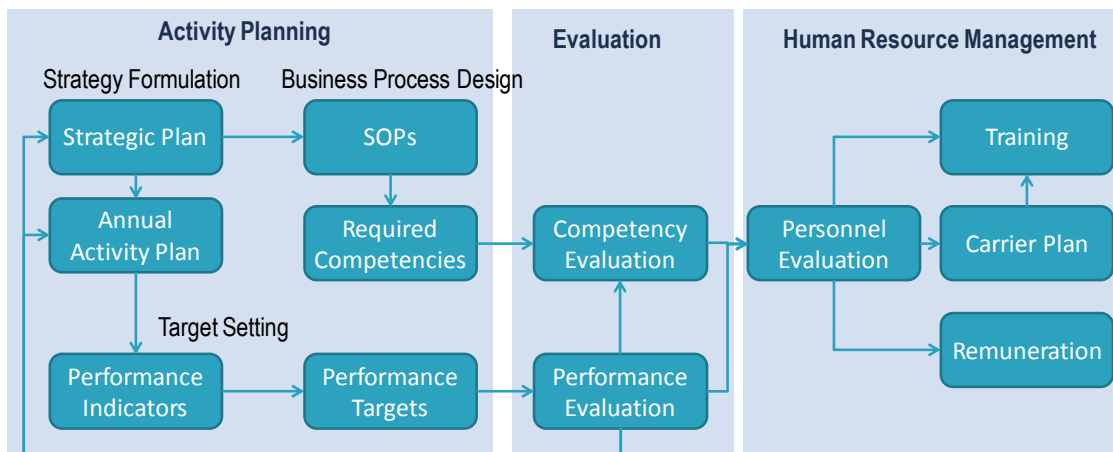 Activity Planning
Evaluation
Human Resource Management
Strategy Formulation
Business Process Design
Strategic Plan
SOPs
Training
Annual
Activity Plan
Required
Competencies
Competency
Evaluation
Personnel
Evaluation
Carrier Plan
Target Setting
Remuneration
Performance
Indicators
Performance
Targets
Performance
Evaluation